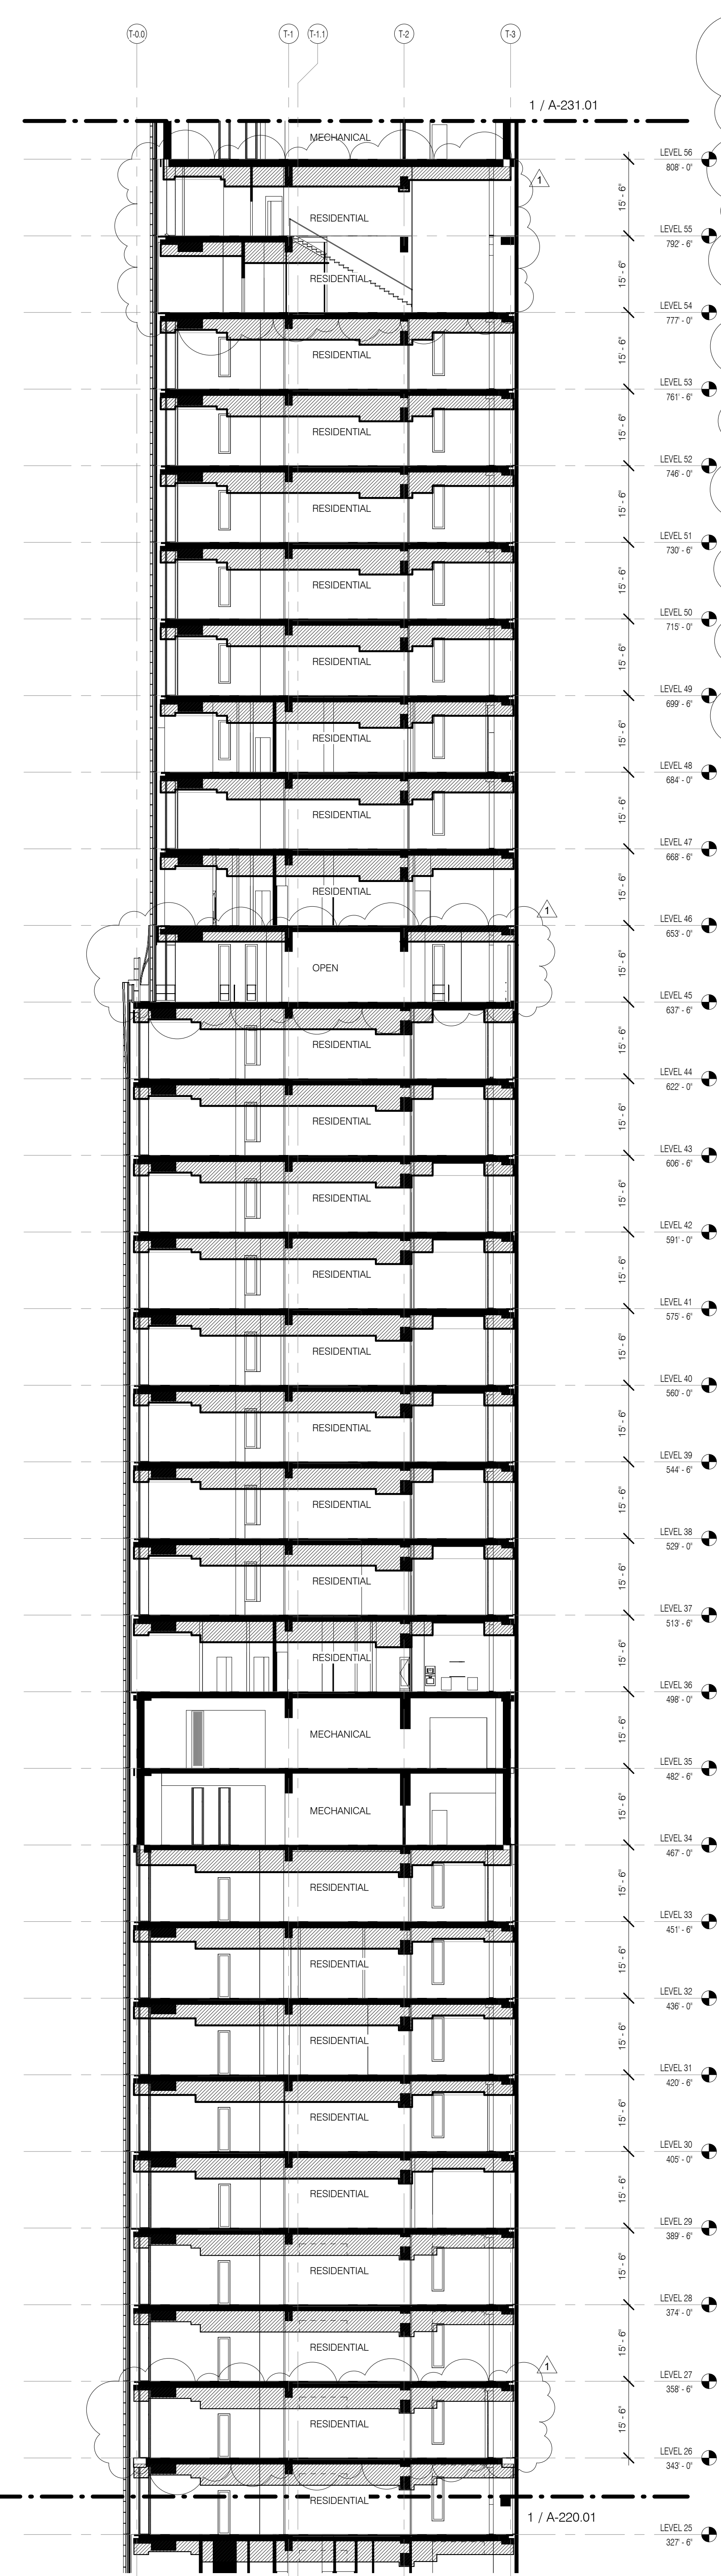 T-0.0 T-1 T-1.1 T-2 T-3
1 / A-231.01
MECHANICAL
LEVEL 56
808' - 0"
1
15' - 6"
RESIDENTIAL
LEVEL 55
792' - 6"
15' - 6"
RESIDENTIAL
LEVEL 54
777' - 0"
15' - 6"
RESIDENTIAL
LEVEL 53
761' - 6"
15' - 6"
RESIDENTIAL
LEVEL 52
746' - 0"
15' - 6"
RESIDENTIAL
LEVEL 51
730' - 6"
15' - 6"
RESIDENTIAL
LEVEL 50
715' - 0"
15' - 6"
RESIDENTIAL
LEVEL 49
699' - 6"
15' - 6"
RESIDENTIAL
LEVEL 48
684' - 0"
15' - 6"
RESIDENTIAL
LEVEL 47
668' - 6"
15' - 6"
RESIDENTIAL
1
LEVEL 46
653' - 0"
15' - 6"
OPEN
LEVEL 45
637' - 6"
15' - 6"
RESIDENTIAL
LEVEL 44
622' - 0"
15' - 6"
RESIDENTIAL
LEVEL 43
606' - 6"
15' - 6"
RESIDENTIAL
LEVEL 42
591' - 0"
15' - 6"
RESIDENTIAL
LEVEL 41
575' - 6"
15' - 6"
RESIDENTIAL
LEVEL 40
560' - 0"
15' - 6"
RESIDENTIAL
LEVEL 39
544' - 6"
15' - 6"
RESIDENTIAL
LEVEL 38
529' - 0"
15' - 6"
RESIDENTIAL
LEVEL 37
513' - 6"
15' - 6"
RESIDENTIAL
LEVEL 36
498' - 0"
15' - 6"
MECHANICAL
LEVEL 35
482' - 6"
15' - 6"
MECHANICAL
LEVEL 34
467' - 0"
15' - 6"
RESIDENTIAL
LEVEL 33
451' - 6"
15' - 6"
RESIDENTIAL
LEVEL 32
436' - 0"
15' - 6"
RESIDENTIAL
LEVEL 31
420' - 6"
15' - 6"
RESIDENTIAL
LEVEL 30
405' - 0"
15' - 6"
RESIDENTIAL
LEVEL 29
389' - 6"
15' - 6"
RESIDENTIAL
LEVEL 28
374' - 0"
15' - 6"
RESIDENTIAL
1
LEVEL 27
358' - 6"
15' - 6"
RESIDENTIAL
LEVEL 26
343' - 0"
RESIDENTIAL
1 / A-220.01
LEVEL 25
327' - 6"